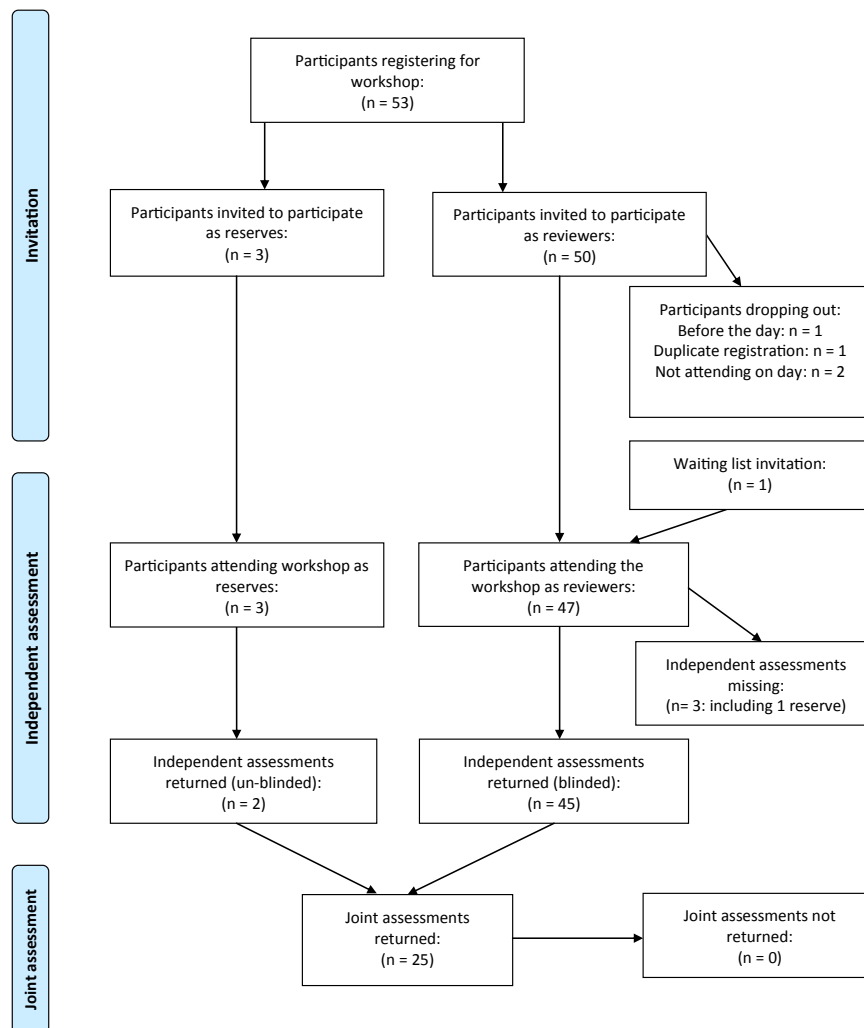 Invitation
Participants registering for
workshop:
(n = 53)
Participants invited to participate
as reserves:
(n = 3)
Participants invited to participate
as reviewers:
(n = 50)
Participants dropping out:
Before the day: n = 1
Duplicate registration: n = 1
Not attending on day: n = 2
Waiting list invitation:
(n = 1)
Independent assessment
Participants attending workshop as
reserves:
(n = 3)
Participants attending the
workshop as reviewers:
(n = 47)
Independent assessments
missing:
(n= 3: including 1 reserve)
Independent assessments
returned (un-blinded):
(n = 2)
Independent assessments
returned (blinded):
(n = 45)
Joint assessment
Joint assessments
returned:
(n = 25)
Joint assessments not
returned:
(n = 0)